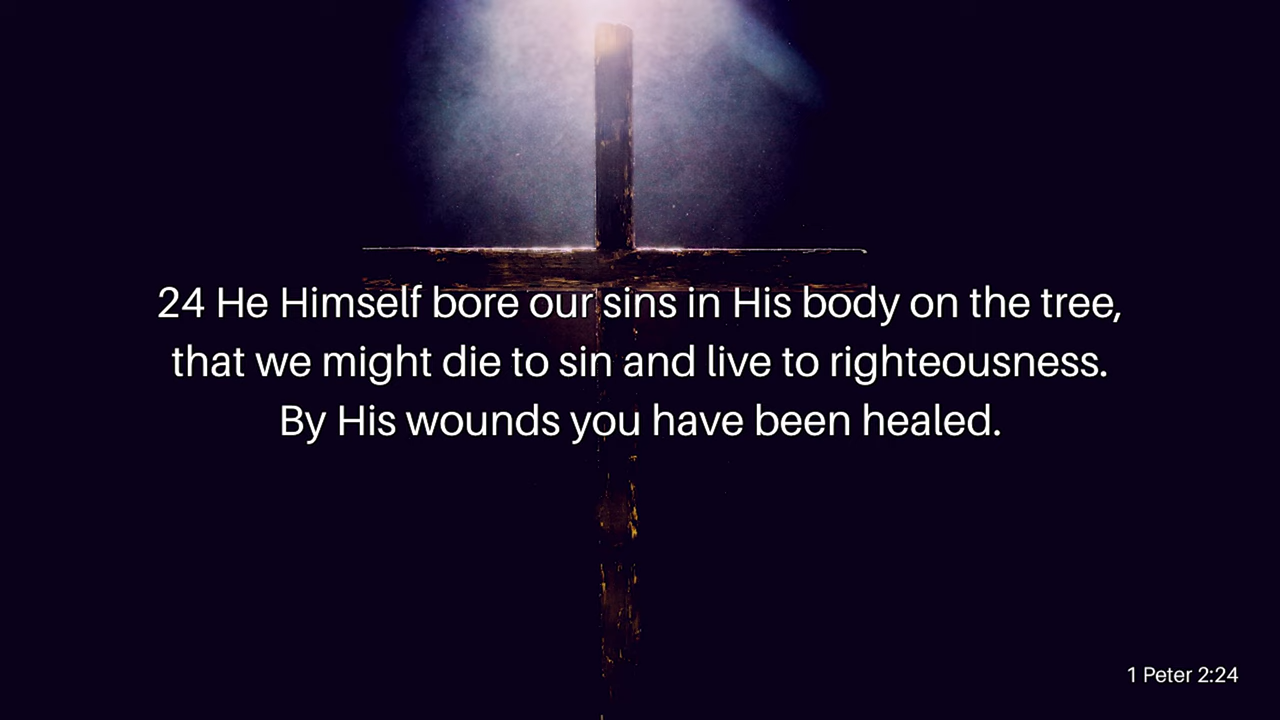 24 He Himself bore our sins in His body on the tree,
that we might die to sin and live to righteousness.
By His wounds you have been healed.
1 Peter 2:24